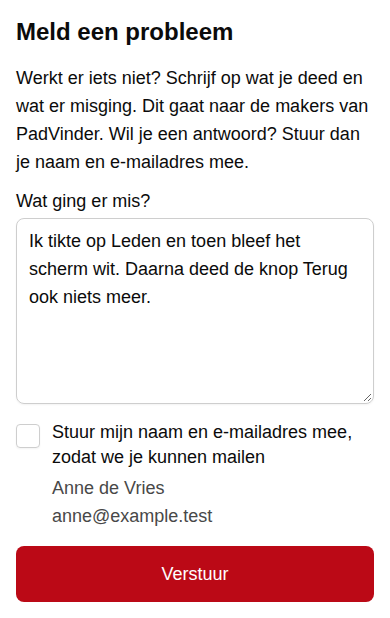 Meld een probleem
Werkt er iets niet? Schrijf op wat je deed en
wat er misging. Dit gaat naar de makers van
PadVinder. Wil je een antwoord? Stuur dan
je naam en e-mailadres mee.
Wat ging er mis?
Ik tikte op Leden en toen bleef het
scherm wit. Daarna deed de knop Terug
ook niets meer.
Stuur mijn naam en e-mailadres mee,
zodat we je kunnen mailen
Anne de Vries
anne@example.test
Verstuur